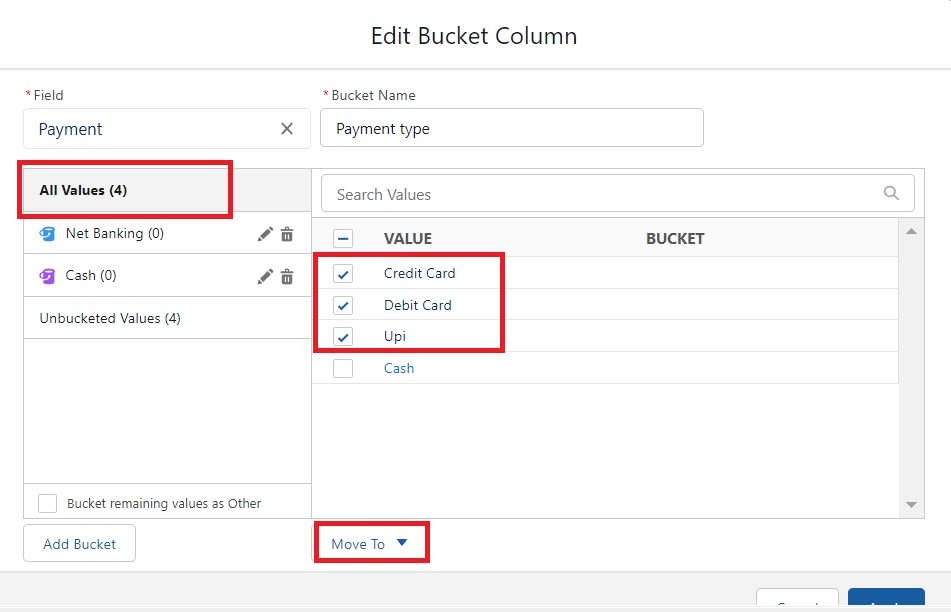 Edit Bucket Column
* Field
* Bucket Name
Payment
Payment type
All Values (4)
Search Values
Net Banking (0)
VALUE BUCKET
Cash (0)
Credit Card
Debit Card
Unbucketed Values (4)
Upi
Cash
Bucket remaining values as Other
Add Bucket
Move To